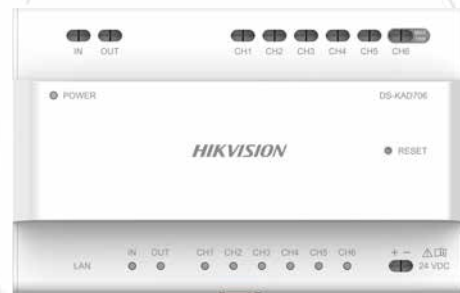 IN OUT CH1 CH2 CH3 CH4 CH5 CH6
POWER DS-KAD706
HIKVISION
RESET
IN OUT CH1 CH2 CH3 CH4 CH5 CH6 + −
LAN 24 VDC